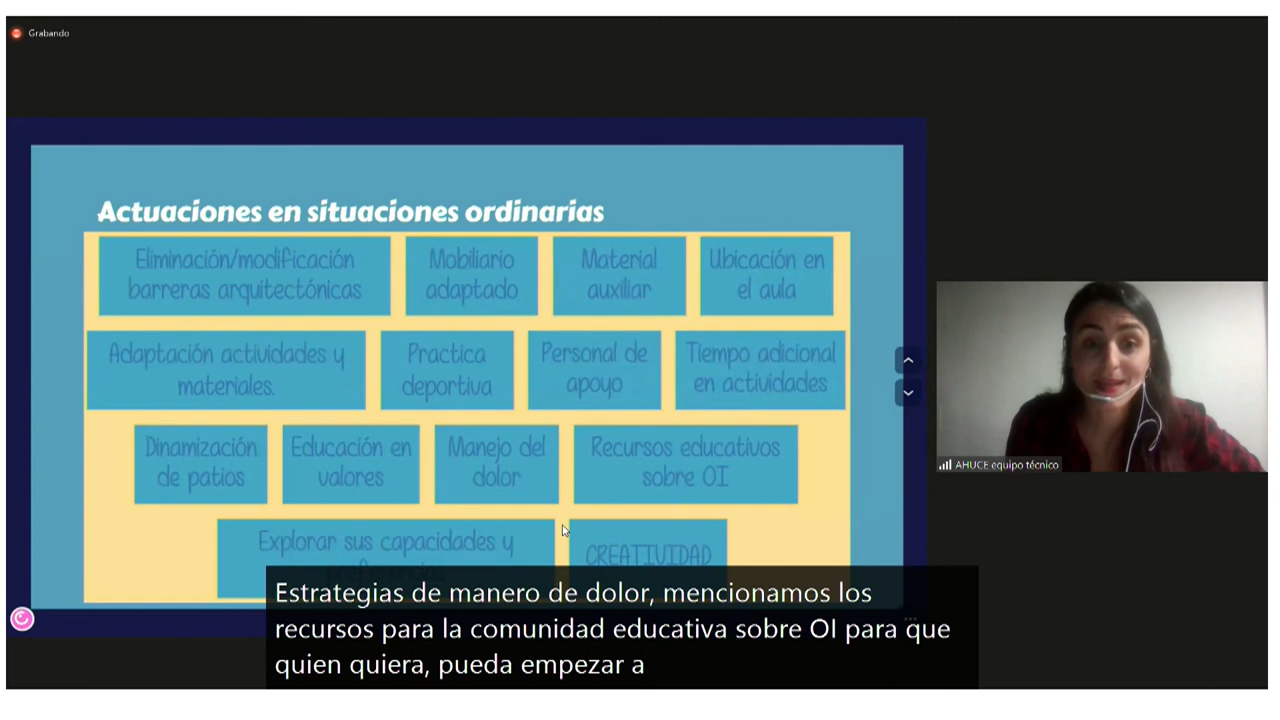 Grabando
Actuaciones en situaciones ordinarias
Eliminación/modificación
barreras arquitectónicas
Mobiliario
adaptado
Material
auxiliar
Ubicación en
el aula
Adaptación actividades y
materiales.
Practica
deportiva
Personal de
apoyo
Tiempo adicional
en actividades
Dinamización
de patios
Educación en
valores
Manejo del
dolor
Recursos educativos
sobre OI
Explorar sus capacidades y
CREATIVIDAD
AHUCE equipo técnico
Estrategias de manero de dolor, mencionamos los
recursos para la comunidad educativa sobre OI para que
quien quiera, pueda empezar a